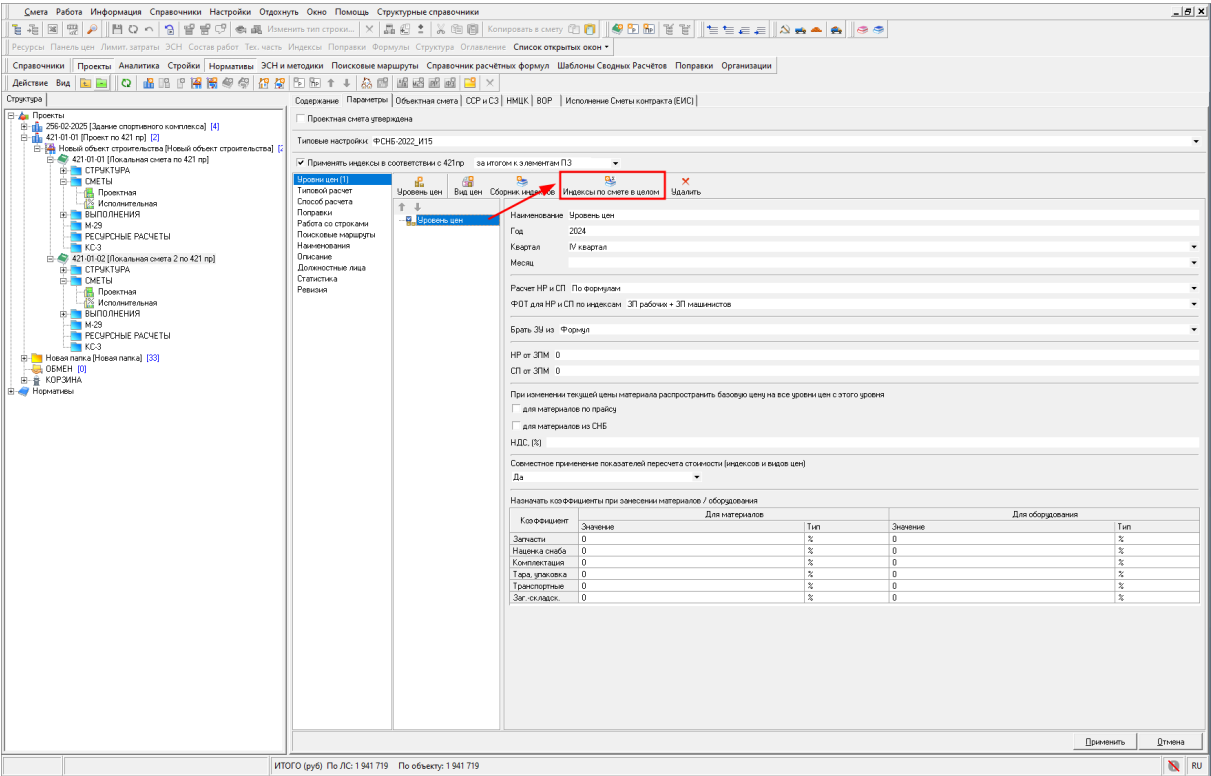 Смета Работа Информация Справочники Настройки Отдохнуть Окно Помощь Структурные справочники
Изменить тип строки... Копировать в смету
Ресурсы Панель цен Лимит. затраты ЭСН Состав работ Тех. часть Индексы Поправки Формулы Структура Оглавление Список открытых окон
Справочники Проекты Аналитика Стройки Нормативы ЭСН и методики Поисковые маршруты Справочник расчётных формул Шаблоны Сводных Расчётов Поправки Организации
Действие Вид
Структура
Проекты
256-02-2025 [Здание спортивного комплекса] [4]
421-01-01 [Проект по 421 пр] [2]
Новый объект строительства [Новый объект строительства]
421-01-01 [Локальная смета по 421 пр]
СТРУКТУРА
СМЕТЫ
Проектная
Исполнительная
ВЫПОЛНЕНИЯ
М-29
РЕСУРСНЫЕ РАСЧЕТЫ
КС-3
421-01-02 [Локальная смета 2 по 421 пр]
СТРУКТУРА
СМЕТЫ
Проектная
Исполнительная
ВЫПОЛНЕНИЯ
М-29
РЕСУРСНЫЕ РАСЧЕТЫ
КС-3
Новая папка [Новая папка] [33]
ОБМЕН [0]
КОРЗИНА
Нормативы
Содержание Параметры Объектная смета ССР и СЗ НМЦК ВОР Исполнение Сметы контракта (ЕИС)
Проектная смета утверждена
Типовые настройки: ФСНБ-2022_И15
Применять индексы в соответствии с 421пр за итогом к элементам ПЗ
Уровни цен (1)
Типовой расчет
Способ расчета
Поправки
Работа со строками
Поисковые маршруты
Наименования
Описание
Должностные лица
Статистика
Ревизия
Уровень цен Вид цен Сборник индексов Индексы по смете в целом Удалить
Уровень цен
Наименование Уровень цен
Год 2024
Квартал IV квартал
Месяц
Расчет НР и СП По формулам
ФОТ для НР и СП по индексам ЗП рабочих + ЗП машинистов
Брать ЗУ из Формул
НР от ЗПМ 0
СП от ЗПМ 0
При изменении текущей цены материала распространить базовую цену на все уровни цен с этого уровня
для материалов по прайсу
для материалов из СНБ
НДС, (%)
Совместное применение показателей пересчета стоимости (индексов и видов цен)
Да
Назначать коэффициенты при занесении материалов / оборудования
Коэффициент Для материалов Для оборудования
Значение Тип Значение Тип
Запчасти 0 % 0 %
Наценка снаба 0 % 0 %
Комплектация 0 % 0 %
Тара, упаковка 0 % 0 %
Транспортные 0 % 0 %
Заг.-складск. 0 % 0 %
Применить Отмена
ИТОГО (руб) По ЛС: 1 941 719 По объекту: 1 941 719
RU